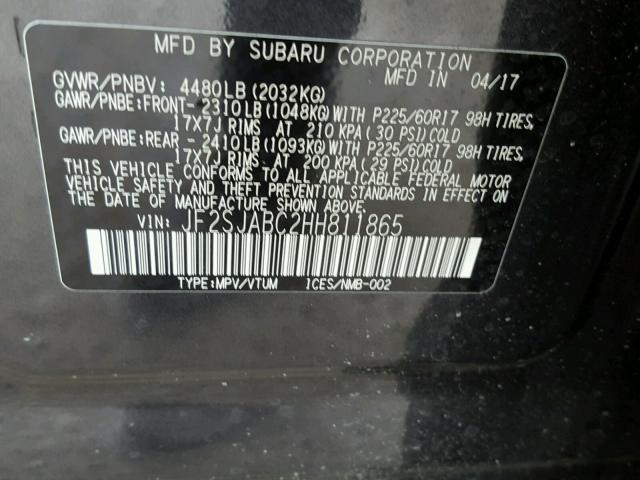 MFD BY SUBARU CORPORATION
MFD IN 04/17
GVWR/PNBV: 4480LB(2032KG)
GAWR/PNBE:FRONT-2310LB(1048KG)WITH P225/60R17 98H TIRES,
17X7J RIMS AT 210 KPA(30 PSI)COLD
GAWR/PNBE:REAR -2410LB(1093KG)WITH P225/60R17 98H TIRES,
17X7J RIMS AT 200 KPA(29 PSI)COLD
THIS VEHICLE CONFORMS TO ALL APPLICABLE FEDERAL MOTOR
VEHICLE SAFETY AND THEFT PREVENTION STANDARDS IN EFFECT ON
THE DATE OF MANUFACTURE SHOWN ABOVE.
VIN: JF2SJABC2HH811865
TYPE:MPV/VTUM ICES/NMB-002